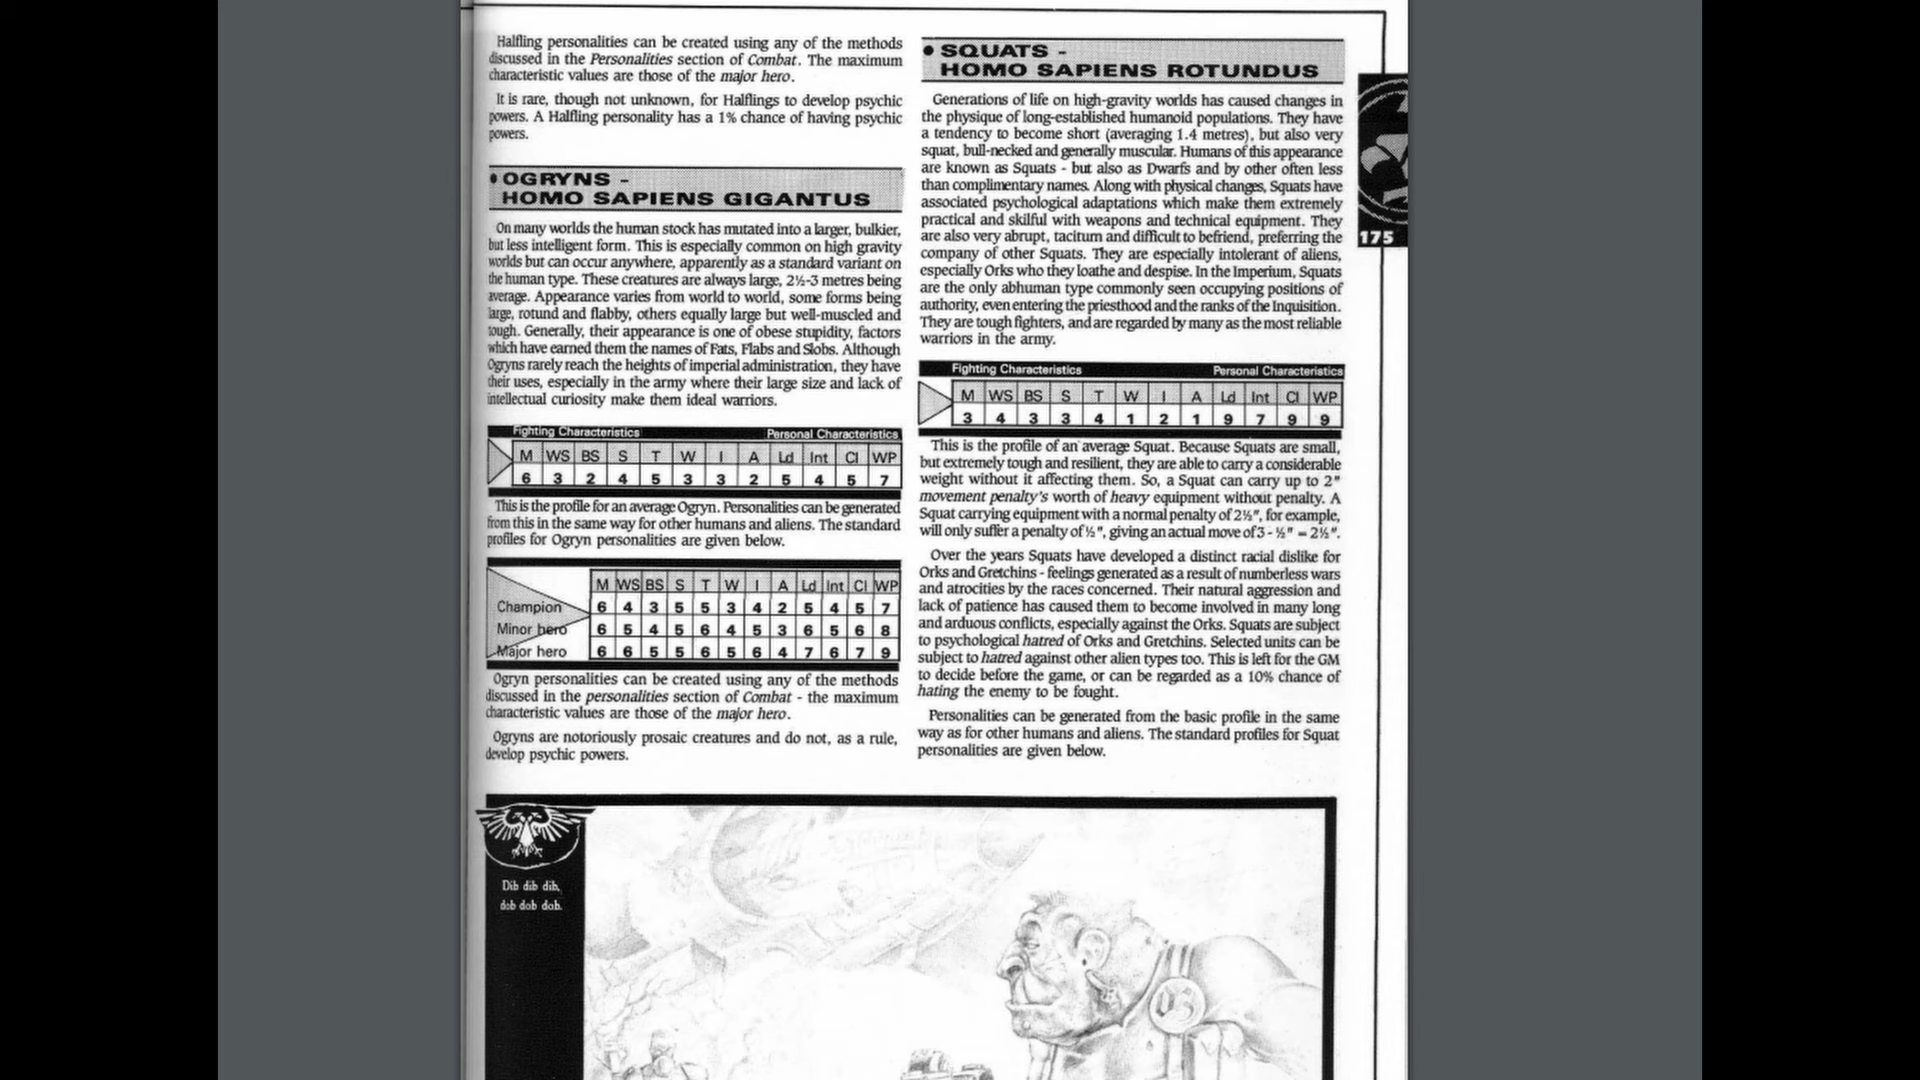 Halfling personalities can be created using any of the methods
discussed in the Personalities section of Combat. The maximum
characteristic values are those of the major hero.
It is rare, though not unknown, for Halflings to develop psychic
powers. A Halfling personality has a 1% chance of having psychic
powers.
• OGRYNS -
HOMO SAPIENS GIGANTUS
On many worlds the human stock has mutated into a larger, bulkier,
but less intelligent form. This is especially common on high gravity
worlds but can occur anywhere, apparently as a standard variant on
the human type. These creatures are always large, 2½-3 metres being
average. Appearance varies from world to world, some forms being
large, rotund and flabby, others equally large but well-muscled and
tough. Generally, their appearance is one of obese stupidity, factors
which have earned them the names of Fats, Flabs and Slobs. Although
Ogryns rarely reach the heights of imperial administration, they have
their uses, especially in the army where their large size and lack of
intellectual curiosity make them ideal warriors.
Fighting Characteristics Personal Characteristics
M WS BS S T W I A Ld Int Cl WP
6 3 2 4 5 3 3 2 5 4 5 7
This is the profile for an average Ogryn. Personalities can be generated
from this in the same way for other humans and aliens. The standard
profiles for Ogryn personalities are given below.
M WS BS S T W I A Ld Int Cl WP
Champion 6 4 3 5 5 3 4 2 5 4 5 7
Minor hero 6 5 4 5 6 4 5 3 6 5 6 8
Major hero 6 6 5 5 6 5 6 4 7 6 7 9
Ogryn personalities can be created using any of the methods
discussed in the personalities section of Combat - the maximum
characteristic values are those of the major hero.
Ogryns are notoriously prosaic creatures and do not, as a rule,
develop psychic powers.
• SQUATS -
HOMO SAPIENS ROTUNDUS
Generations of life on high-gravity worlds has caused changes in
the physique of long-established humanoid populations. They have
a tendency to become short (averaging 1.4 metres), but also very
squat, bull-necked and generally muscular. Humans of this appearance
are known as Squats - but also as Dwarfs and by other often less
than complimentary names. Along with physical changes, Squats have
associated psychological adaptations which make them extremely
practical and skilful with weapons and technical equipment. They
are also very abrupt, taciturn and difficult to befriend, preferring the
company of other Squats. They are especially intolerant of aliens,
especially Orks who they loathe and despise. In the Imperium, Squats
are the only abhuman type commonly seen occupying positions of
authority, even entering the priesthood and the ranks of the Inquisition.
They are tough fighters, and are regarded by many as the most reliable
warriors in the army.
Fighting Characteristics Personal Characteristics
M WS BS S T W I A Ld Int Cl WP
3 4 3 3 4 1 2 1 9 7 9 9
This is the profile of an average Squat. Because Squats are small,
but extremely tough and resilient, they are able to carry a considerable
weight without it affecting them. So, a Squat can carry up to 2"
movement penalty's worth of heavy equipment without penalty. A
Squat carrying equipment with a normal penalty of 2½", for example,
will only suffer a penalty of ½", giving an actual move of 3 - ½" = 2½".
Over the years Squats have developed a distinct racial dislike for
Orks and Gretchins - feelings generated as a result of numberless wars
and atrocities by the races concerned. Their natural aggression and
lack of patience has caused them to become involved in many long
and arduous conflicts, especially against the Orks. Squats are subject
to psychological hatred of Orks and Gretchins. Selected units can be
subject to hatred against other alien types too. This is left for the GM
to decide before the game, or can be regarded as a 10% chance of
hating the enemy to be fought.
Personalities can be generated from the basic profile in the same
way as for other humans and aliens. The standard profiles for Squat
personalities are given below.
175
Dib dib dib,
dob dob dob.